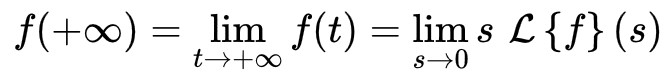 f(+∞) = lim_{t→+∞} f(t) = lim_{s→0} s ℒ{f}(s)